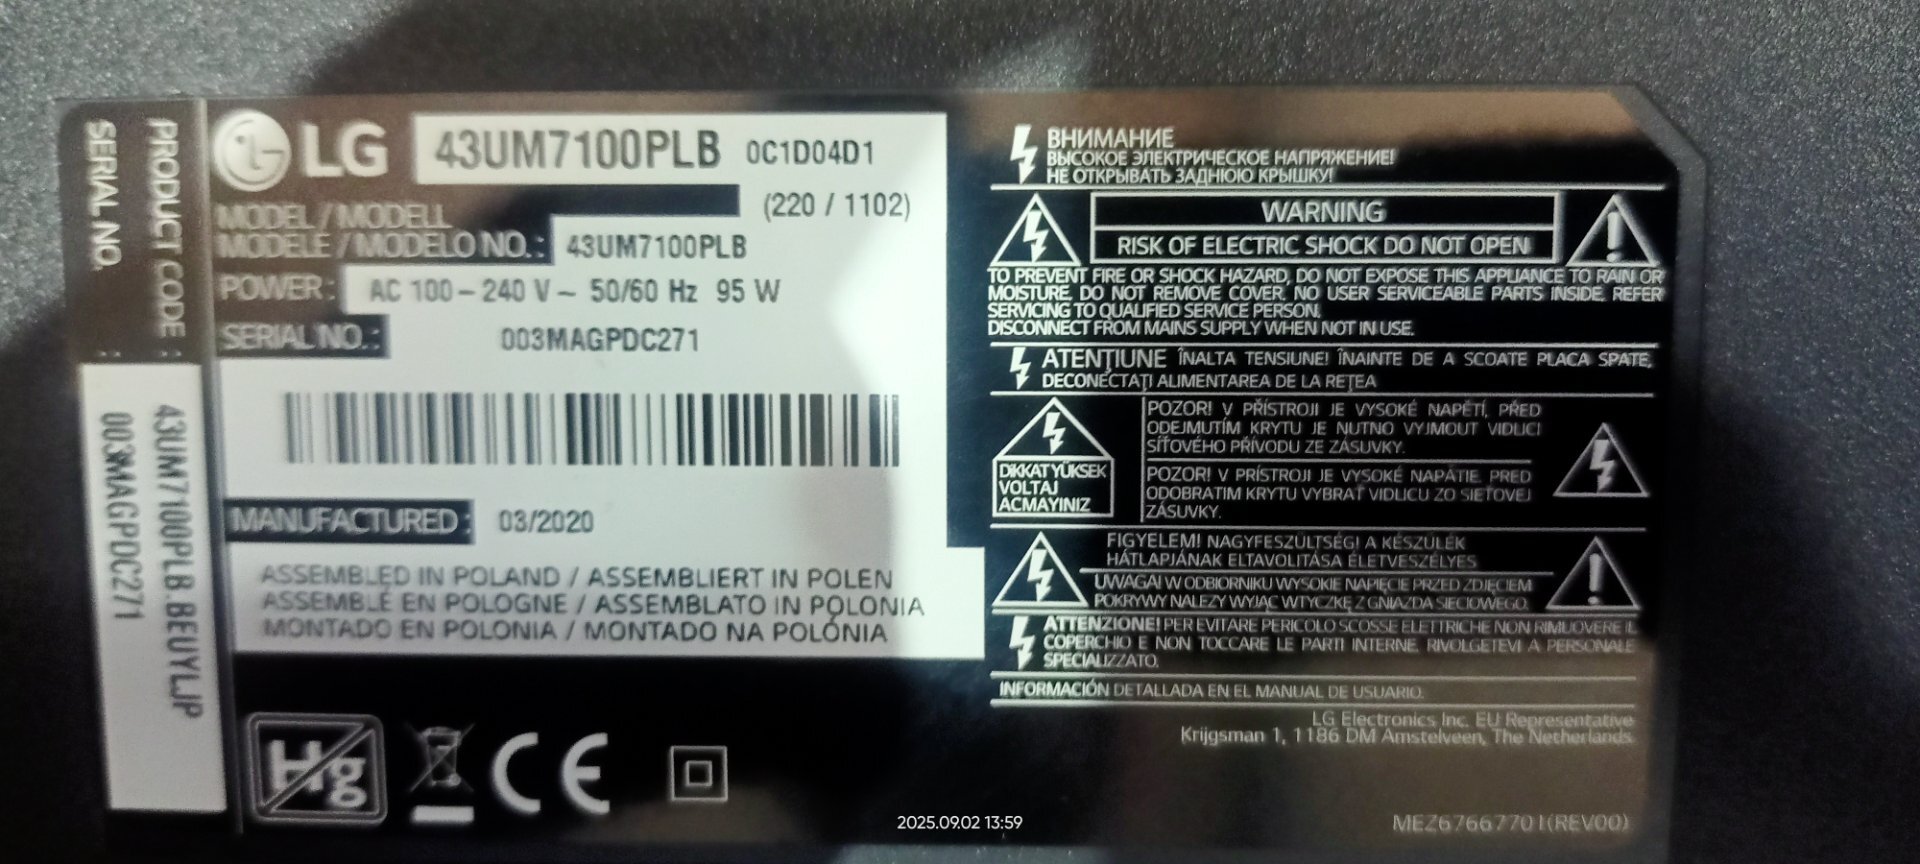 PRODUCT CODE : 43UM7100PLB.BEUYLJP
SERIAL NO. : 003MAGPDC271
LG 43UM7100PLB 0C1D04D1
(220 / 1102)
MODEL / MODELL
MODÈLE / MODELO NO. : 43UM7100PLB
POWER : AC 100 – 240 V ~ 50/60 Hz 95 W
SERIAL NO. : 003MAGPDC271
MANUFACTURED : 03/2020
ASSEMBLED IN POLAND / ASSEMBLIERT IN POLEN
ASSEMBLÉ EN POLOGNE / ASSEMBLATO IN POLONIA
MONTADO EN POLONIA / MONTADO NA POLÓNIA
Hg
CE
ВНИМАНИЕ
ВЫСОКОЕ ЭЛЕКТРИЧЕСКОЕ НАПРЯЖЕНИЕ!
НЕ ОТКРЫВАТЬ ЗАДНЮЮ КРЫШКУ!
WARNING
RISK OF ELECTRIC SHOCK DO NOT OPEN
TO PREVENT FIRE OR SHOCK HAZARD, DO NOT EXPOSE THIS APPLIANCE TO RAIN OR
MOISTURE. DO NOT REMOVE COVER. NO USER SERVICEABLE PARTS INSIDE. REFER
SERVICING TO QUALIFIED SERVICE PERSON.
DISCONNECT FROM MAINS SUPPLY WHEN NOT IN USE.
ATENŢIUNE ÎNALTA TENSIUNE! ÎNAINTE DE A SCOATE PLACA SPATE,
DECONECTAŢI ALIMENTAREA DE LA REŢEA
DIKKAT YÜKSEK
VOLTAJ
ACMAYINIZ
POZOR! V PŘÍSTROJI JE VYSOKÉ NAPĚTÍ, PŘED
ODEJMUTÍM KRYTU JE NUTNO VYJMOUT VIDLICI
SÍŤOVÉHO PŘÍVODU ZE ZÁSUVKY.
POZOR! V PRÍSTROJI JE VYSOKÉ NAPÄTIE. PRED
ODOBRATIM KRYTU VYBRAŤ VIDLICU ZO SIEŤOVEJ
ZÁSUVKY.
FIGYELEM! NAGYFESZÜLTSÉG! A KÉSZÜLÉK
HÁTLAPJÁNAK ELTAVOLITÁSA ÉLETVESZÉLYES
UWAGA! W ODBIORNIKU WYSOKIE NAPIĘCIE PRZED ZDJĘCIEM
POKRYWY NALEŻY WYJĄC WTYCZKĘ Z GNIAZDA SIECIOWEGO.
ATTENZIONE! PER EVITARE PERICOLO SCOSSE ELETTRICHE NON RIMUOVERE IL
COPERCHIO E NON TOCCARE LE PARTI INTERNE. RIVOLGETEVI A PERSONALE
SPECIALIZZATO.
INFORMACIÓN DETALLADA EN EL MANUAL DE USUARIO.
LG Electronics Inc. EU Representative
Krijgsman 1, 1186 DM Amstelveen, The Netherlands
MEZ67667701(REV00)
2025.09.02 13:59